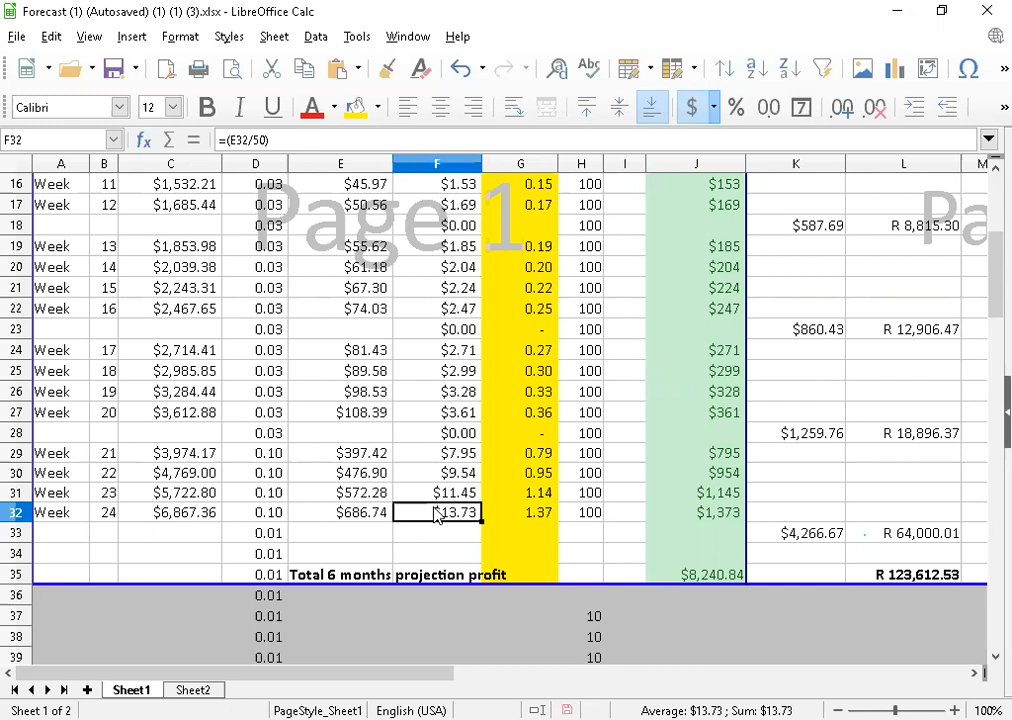 Forecast (1) (Autosaved) (1) (1) (3).xlsx - LibreOffice Calc
File Edit View Insert Format Styles Sheet Data Tools Window Help
Calibri 12
F32 =(E32/50)
A B C D E F G H I J K L M
16 Week 11 $1,532.21 0.03 $45.97 $1.53 0.15 100 $153
17 Week 12 $1,685.44 0.03 $50.56 $1.69 0.17 100 $169
18 0.03 $0.00 100 $587.69 R 8,815.30
19 Week 13 $1,853.98 0.03 $55.62 $1.85 0.19 100 $185
20 Week 14 $2,039.38 0.03 $61.18 $2.04 0.20 100 $204
21 Week 15 $2,243.31 0.03 $67.30 $2.24 0.22 100 $224
22 Week 16 $2,467.65 0.03 $74.03 $2.47 0.25 100 $247
23 0.03 $0.00 - 100 $860.43 R 12,906.47
24 Week 17 $2,714.41 0.03 $81.43 $2.71 0.27 100 $271
25 Week 18 $2,985.85 0.03 $89.58 $2.99 0.30 100 $299
26 Week 19 $3,284.44 0.03 $98.53 $3.28 0.33 100 $328
27 Week 20 $3,612.88 0.03 $108.39 $3.61 0.36 100 $361
28 0.03 $0.00 - 100 $1,259.76 R 18,896.37
29 Week 21 $3,974.17 0.10 $397.42 $7.95 0.79 100 $795
30 Week 22 $4,769.00 0.10 $476.90 $9.54 0.95 100 $954
31 Week 23 $5,722.80 0.10 $572.28 $11.45 1.14 100 $1,145
32 Week 24 $6,867.36 0.10 $686.74 $13.73 1.37 100 $1,373
33 0.01 $4,266.67 R 64,000.01
34 0.01
35 0.01 Total 6 months projection profit $8,240.84 R 123,612.53
36 0.01
37 0.01 10
38 0.01 10
39 0.01 10
Page 1
Pa
Sheet1 Sheet2
Sheet 1 of 2 PageStyle_Sheet1 English (USA) Average: $13.73 ; Sum: $13.73 100%